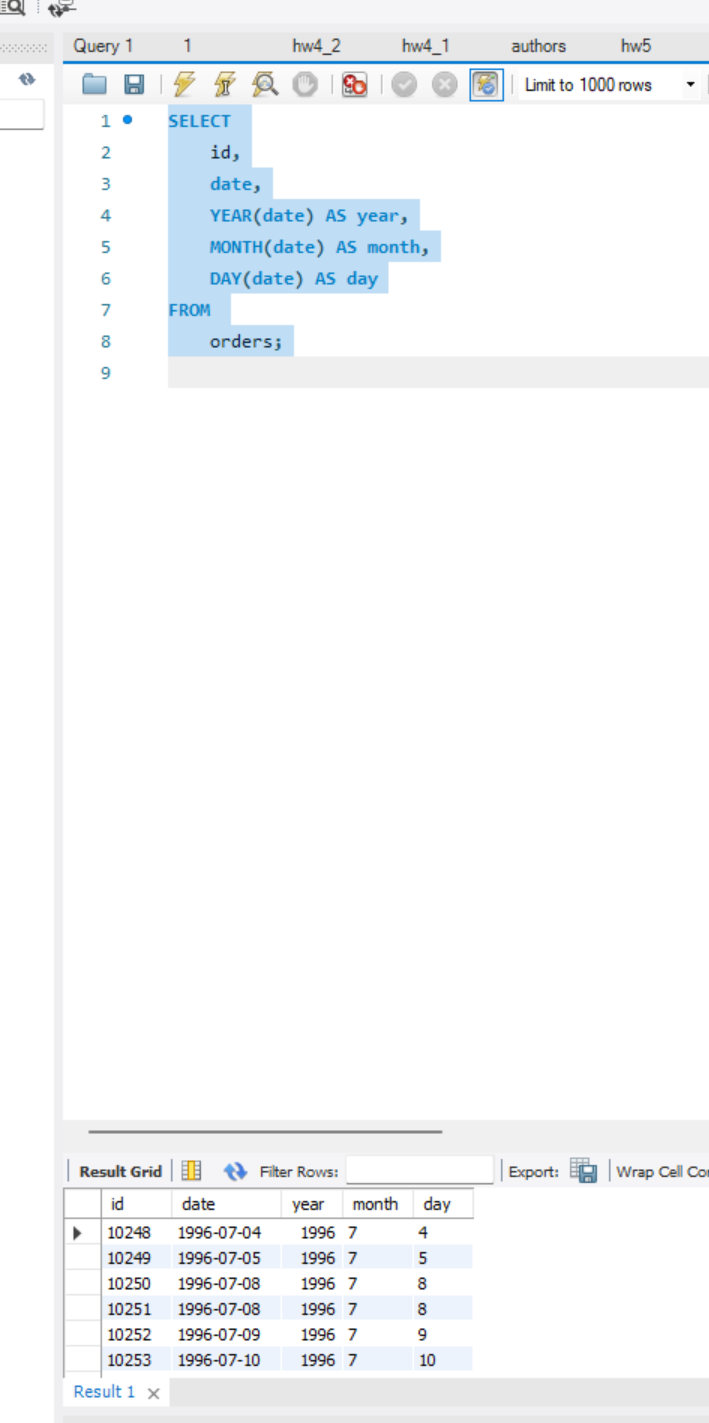 Query 1 1 hw4_2 hw4_1 authors hw5
Limit to 1000 rows
1 SELECT
2 id,
3 date,
4 YEAR(date) AS year,
5 MONTH(date) AS month,
6 DAY(date) AS day
7 FROM
8 orders;
9
Result Grid Filter Rows: Export: Wrap Cell Co
id date year month day
10248 1996-07-04 1996 7 4
10249 1996-07-05 1996 7 5
10250 1996-07-08 1996 7 8
10251 1996-07-08 1996 7 8
10252 1996-07-09 1996 7 9
10253 1996-07-10 1996 7 10
Result 1